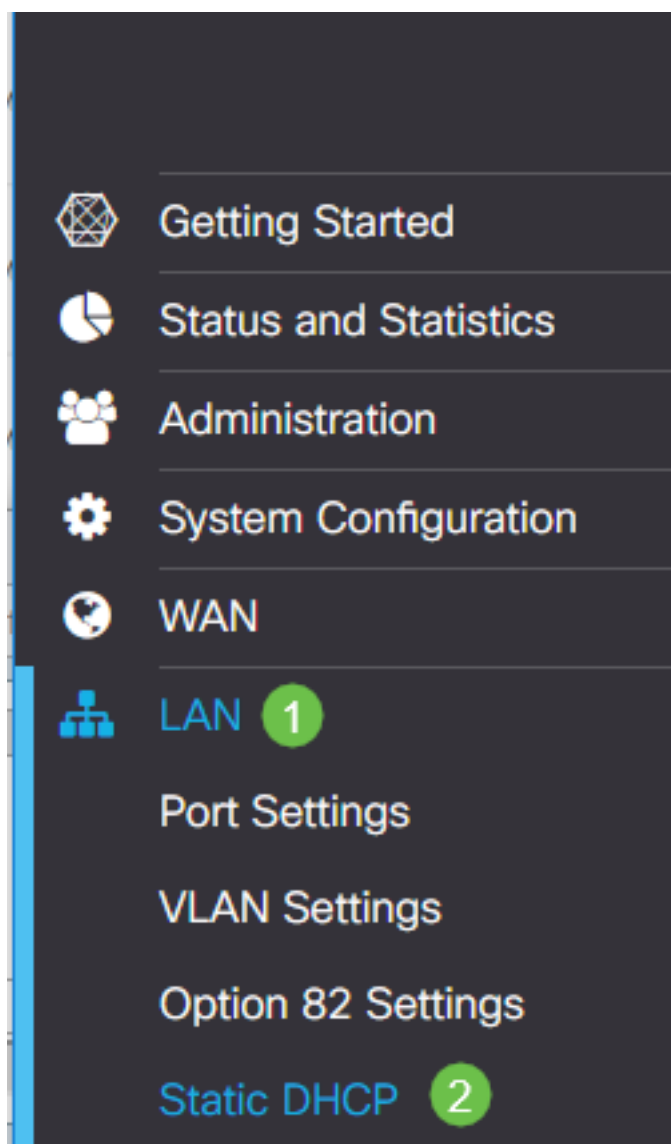 Getting Started
Status and Statistics
Administration
System Configuration
WAN
LAN 1
Port Settings
VLAN Settings
Option 82 Settings
Static DHCP 2